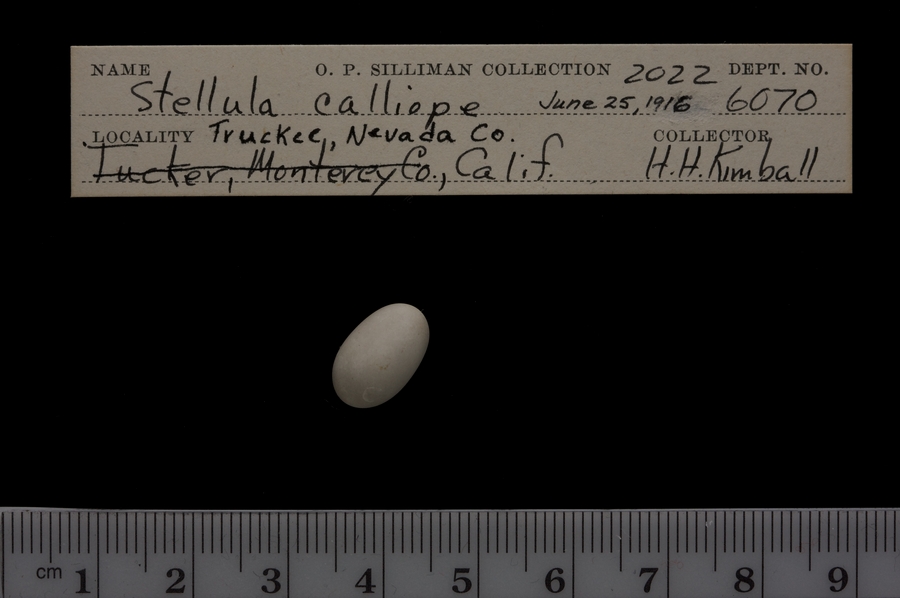 NAME O. P. SILLIMAN COLLECTION 2022 DEPT. NO.
Stellula calliope June 25, 1916 6070
LOCALITY Truckee, Nevada Co. COLLECTOR
Tucker, Monterey Co., Calif. H.H. Kimball
cm 1 2 3 4 5 6 7 8 9